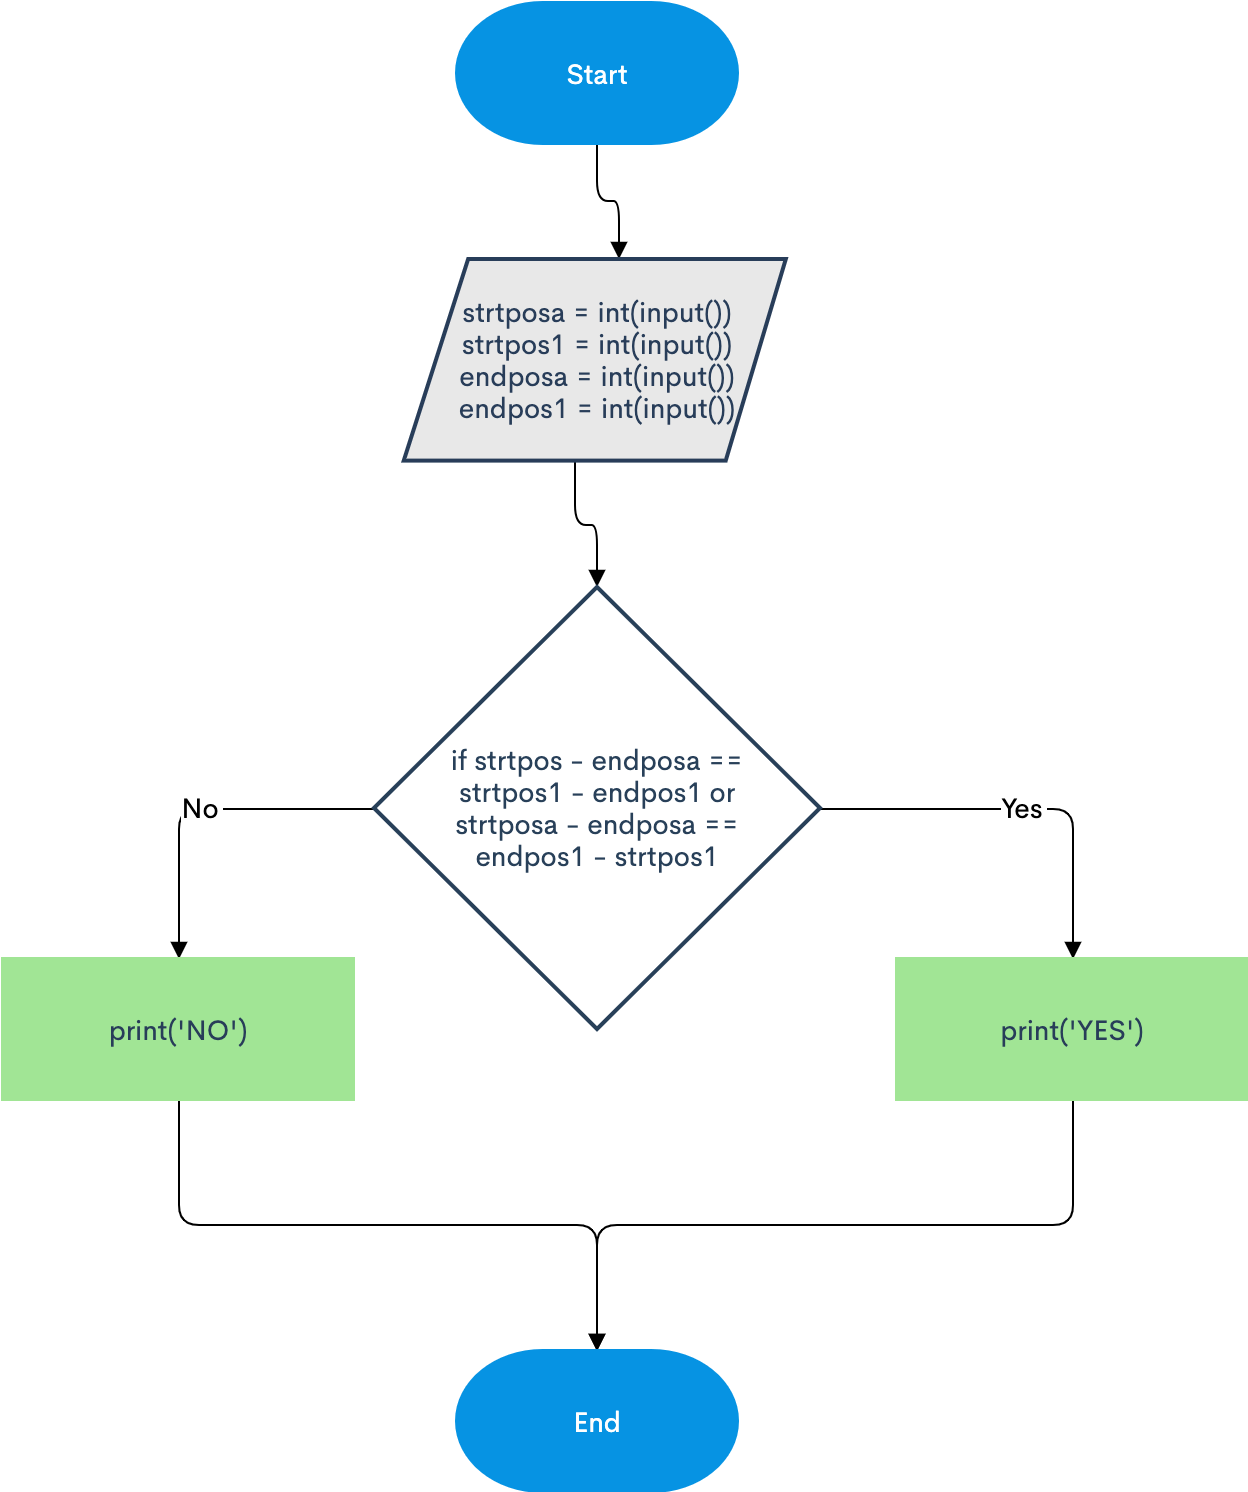 Start
strtposa = int(input())
strtpos1 = int(input())
endposa = int(input())
endpos1 = int(input())
if strtpos - endposa ==
strtpos1 - endpos1 or
strtposa - endposa ==
endpos1 - strtpos1
No
Yes
print('NO')
print('YES')
End